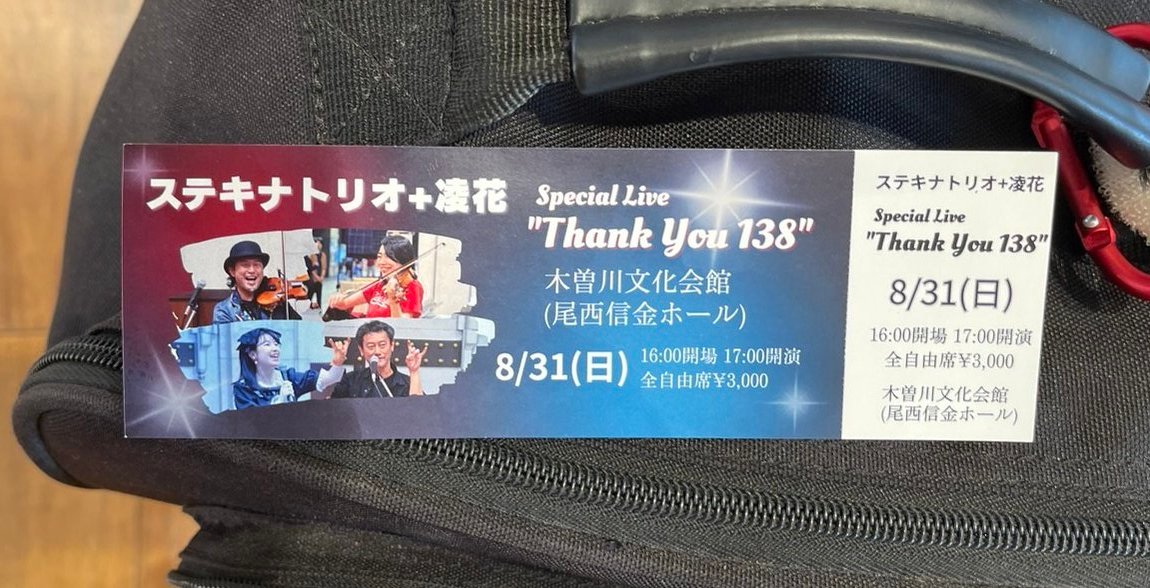 ステキナトリオ+凌花
Special Live
"Thank You 138"
木曽川文化会館
(尾西信金ホール)
8/31(日)
16:00開場 17:00開演
全自由席¥3,000
ステキナトリオ+凌花
Special Live
"Thank You 138"
8/31(日)
16:00開場 17:00開演
全自由席¥3,000
木曽川文化会館
(尾西信金ホール)